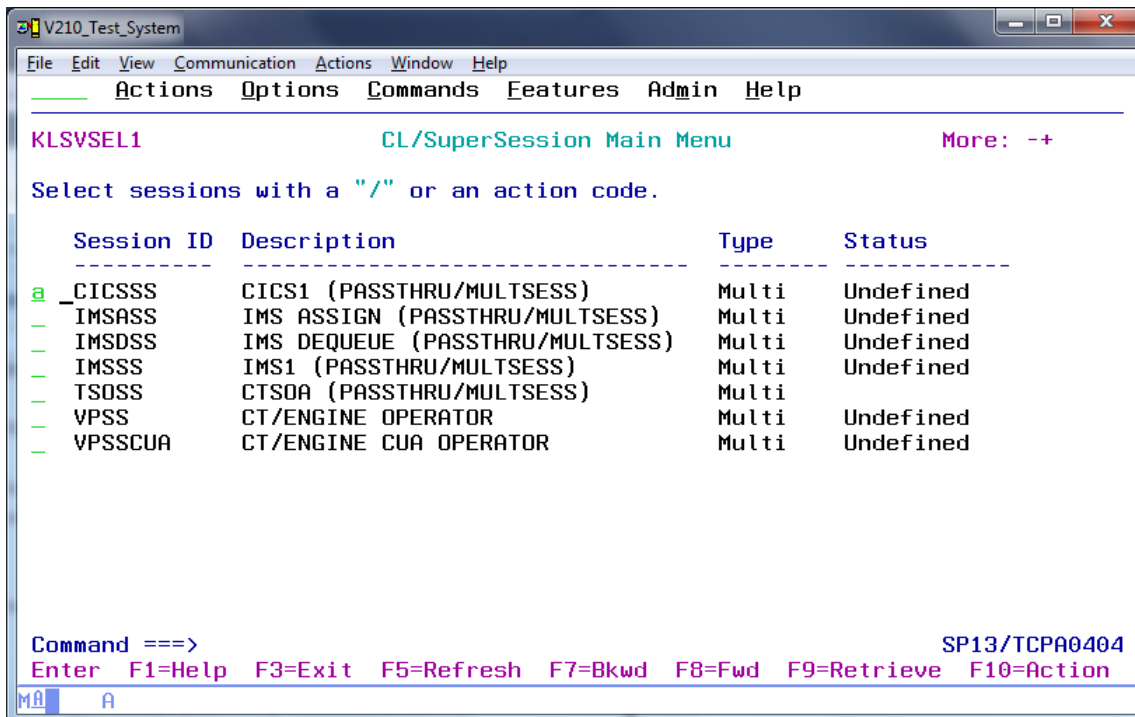 V210_Test_System
File Edit View Communication Actions Window Help
____ Actions Options Commands Features Admin Help
KLSVSEL1 CL/SuperSession Main Menu More: -+
Select sessions with a "/" or an action code.
Session ID Description Type Status
---------- -------------------------------- -------- ------------
a _CICSSS CICS1 (PASSTHRU/MULTSESS) Multi Undefined
_ IMSASS IMS ASSIGN (PASSTHRU/MULTSESS) Multi Undefined
_ IMSDSS IMS DEQUEUE (PASSTHRU/MULTSESS) Multi Undefined
_ IMSSS IMS1 (PASSTHRU/MULTSESS) Multi Undefined
_ TSOSS CTSOA (PASSTHRU/MULTSESS) Multi
_ VPSS CT/ENGINE OPERATOR Multi Undefined
_ VPSSCUA CT/ENGINE CUA OPERATOR Multi Undefined
Command ===> SP13/TCPA0404
Enter F1=Help F3=Exit F5=Refresh F7=Bkwd F8=Fwd F9=Retrieve F10=Action
MA A